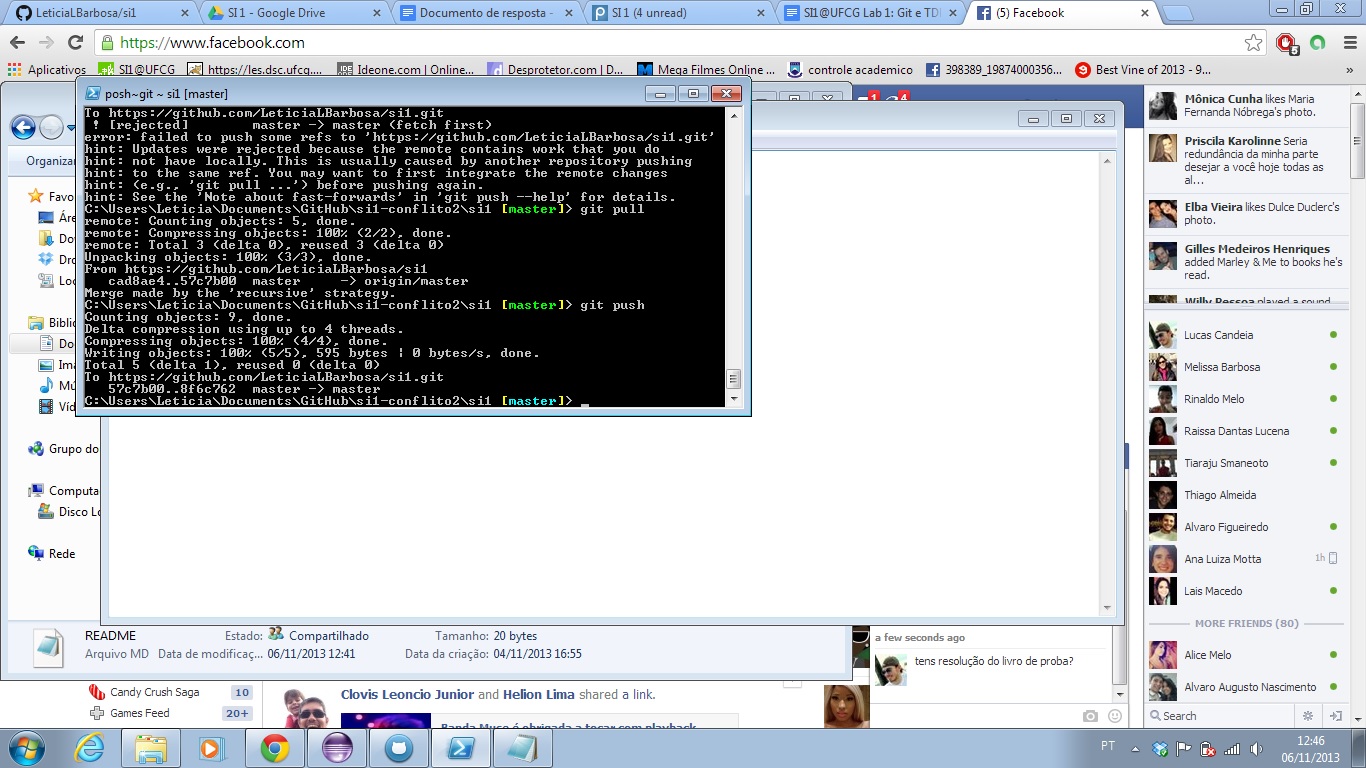 LeticiaLBarbosa/si1
SI 1 - Google Drive
Documento de resposta -
SI 1 (4 unread)
SI1@UFCG Lab 1: Git e TD
(5) Facebook
https://www.facebook.com
5
Aplicativos
SI1@UFCG
https://les.dsc.ufcg....
Ideone.com | Online...
Desprotetor.com | D...
Mega Filmes Online ...
controle academico
398389_19874000356...
Best Vine of 2013 - 9...
posh~git ~ si1 [master]
To https://github.com/LeticiaLBarbosa/si1.git
! [rejected]        master -> master (fetch first)
error: failed to push some refs to 'https://github.com/LeticiaLBarbosa/si1.git'
hint: Updates were rejected because the remote contains work that you do
hint: not have locally. This is usually caused by another repository pushing
hint: to the same ref. You may want to first integrate the remote changes
hint: (e.g., 'git pull ...') before pushing again.
hint: See the 'Note about fast-forwards' in 'git push --help' for details.
C:\Users\Leticia\Documents\GitHub\si1-conflito2\si1 [master]> git pull
remote: Counting objects: 5, done.
remote: Compressing objects: 100% (2/2), done.
remote: Total 3 (delta 0), reused 3 (delta 0)
Unpacking objects: 100% (3/3), done.
From https://github.com/LeticiaLBarbosa/si1
cad8ae4..57c7b00  master     -> origin/master
Merge made by the 'recursive' strategy.
C:\Users\Leticia\Documents\GitHub\si1-conflito2\si1 [master]> git push
Counting objects: 9, done.
Delta compression using up to 4 threads.
Compressing objects: 100% (4/4), done.
Writing objects: 100% (5/5), 595 bytes | 0 bytes/s, done.
Total 5 (delta 1), reused 0 (delta 0)
To https://github.com/LeticiaLBarbosa/si1.git
57c7b00..8f6c762  master -> master
C:\Users\Leticia\Documents\GitHub\si1-conflito2\si1 [master]>
Organizar
Favo
Áre
Dov
Dro
Loc
Biblio
Do
Ima
Mú
Víd
Grupo do
Computa
Disco Lo
Rede
1
4
README
Estado:
Compartilhado
Tamanho: 20 bytes
Arquivo MD
Data de modificaç... 06/11/2013 12:41
Data da criação: 04/11/2013 16:55
Candy Crush Saga
10
Games Feed
20+
Clovis Leoncio Junior and Helion Lima shared a link.
Banda Muse é obrigada a tocar com playback
a few seconds ago
tens resolução do livro de proba?
Mônica Cunha likes Maria
Fernanda Nóbrega's photo.
Priscila Karolinne Seria
redundância da minha parte
desejar a você hoje todas as
al...
Elba Vieira likes Dulce Duclerc's
photo.
Gilles Medeiros Henriques
added Marley & Me to books he's
read.
Willy Pessoa played a sound
Lucas Candeia
Melissa Barbosa
Rinaldo Melo
Raissa Dantas Lucena
Tiaraju Smaneoto
Thiago Almeida
Alvaro Figueiredo
Ana Luiza Motta
1h
Lais Macedo
MORE FRIENDS (80)
Alice Melo
Alvaro Augusto Nascimento
Search
PT
12:46
06/11/2013